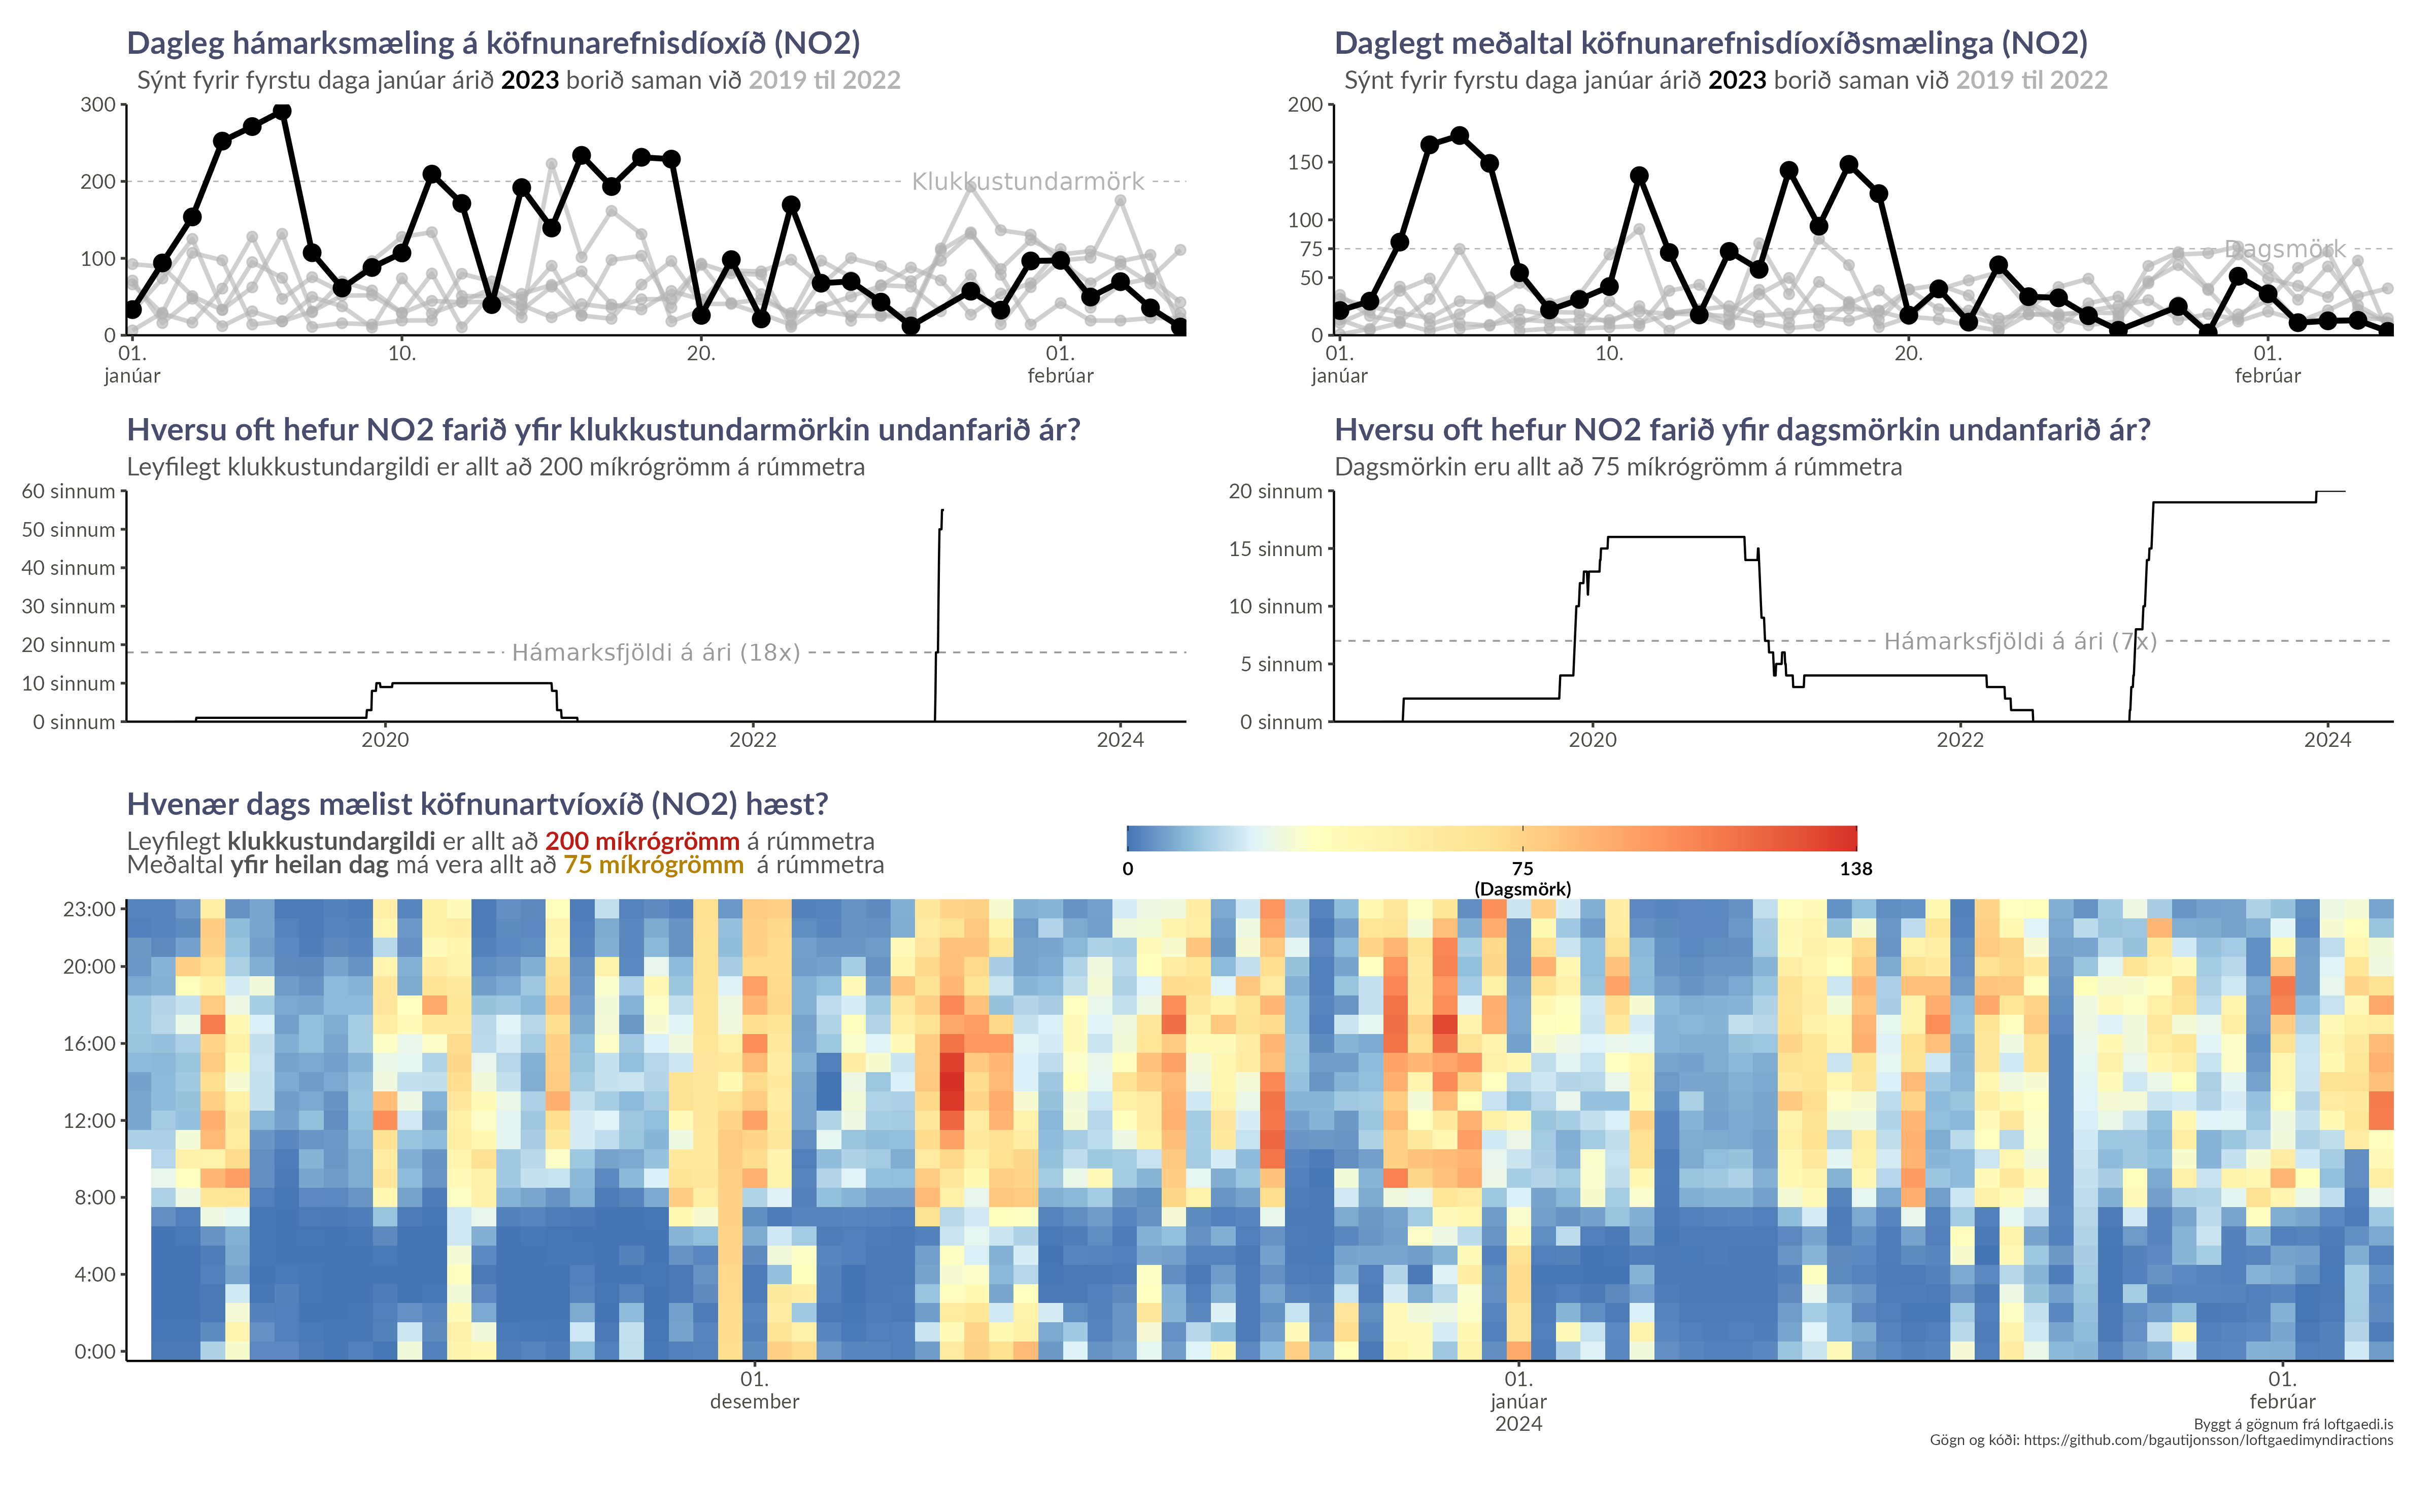 Dagleg hámarksmæling á köfnunarefnisdíoxíð (NO2)
Sýnt fyrir fyrstu daga janúar árið 2023 borið saman við 2019 til 2022
300
200
100
0
Klukkustundarmörk
01.
janúar
10.
20.
01.
febrúar
Daglegt meðaltal köfnunarefnisdíoxíðsmælinga (NO2)
Sýnt fyrir fyrstu daga janúar árið 2023 borið saman við 2019 til 2022
200
150
100
75
50
0
Dagsmörk
01.
janúar
10.
20.
01.
febrúar
Hversu oft hefur NO2 farið yfir klukkustundarmörkin undanfarið ár?
Leyfilegt klukkustundargildi er allt að 200 míkrógrömm á rúmmetra
60 sinnum
50 sinnum
40 sinnum
30 sinnum
20 sinnum
10 sinnum
0 sinnum
Hámarksfjöldi á ári (18x)
2020
2022
2024
Hversu oft hefur NO2 farið yfir dagsmörkin undanfarið ár?
Dagsmörkin eru allt að 75 míkrógrömm á rúmmetra
20 sinnum
15 sinnum
10 sinnum
5 sinnum
0 sinnum
Hámarksfjöldi á ári (7x)
2020
2022
2024
Hvenær dags mælist köfnunartvíoxíð (NO2) hæst?
Leyfilegt klukkustundargildi er allt að 200 míkrógrömm á rúmmetra
Meðaltal yfir heilan dag má vera allt að 75 míkrógrömm á rúmmetra
0
75
(Dagsmörk)
138
23:00
20:00
16:00
12:00
8:00
4:00
0:00
01.
desember
01.
janúar
2024
01.
febrúar
Byggt á gögnum frá loftgaedi.is
Gögn og kóði: https://github.com/bgautijonsson/loftgaedimyndiractions